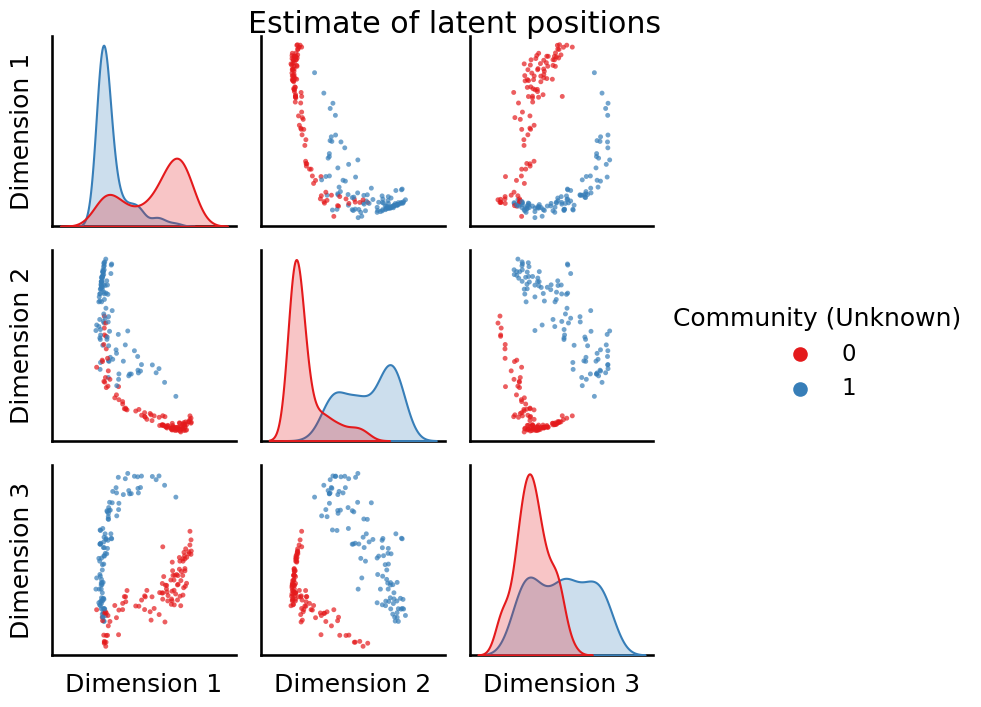 Estimate of latent positions
Dimension 1
Dimension 2
Dimension 3
Community (Unknown)
0
1
Dimension 1
Dimension 2
Dimension 3